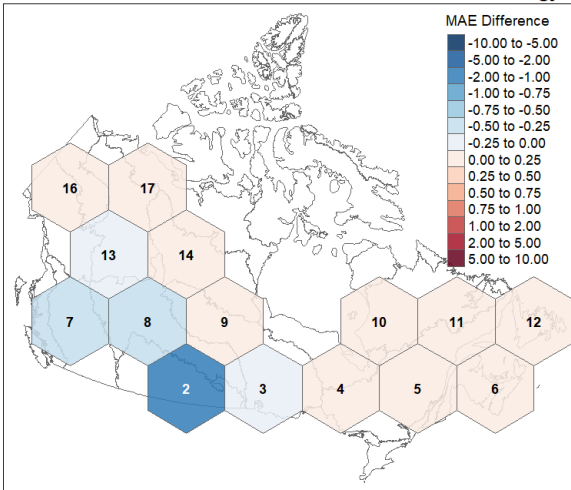 MAE Difference
-10.00 to -5.00
-5.00 to -2.00
-2.00 to -1.00
-1.00 to -0.75
-0.75 to -0.50
-0.50 to -0.25
-0.25 to 0.00
0.00 to 0.25
0.25 to 0.50
0.50 to 0.75
0.75 to 1.00
1.00 to 2.00
2.00 to 5.00
5.00 to 10.00
16 17
13 14
7 8 9 10 11 12
2 3 4 5 6